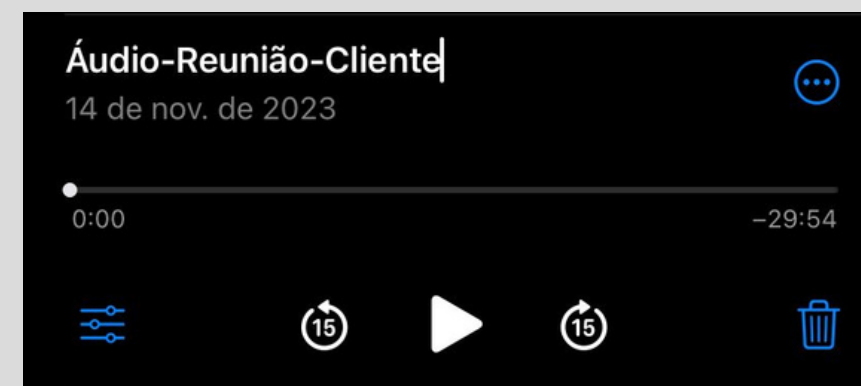 Áudio-Reunião-Cliente
14 de nov. de 2023
0:00 −29:54
15 15